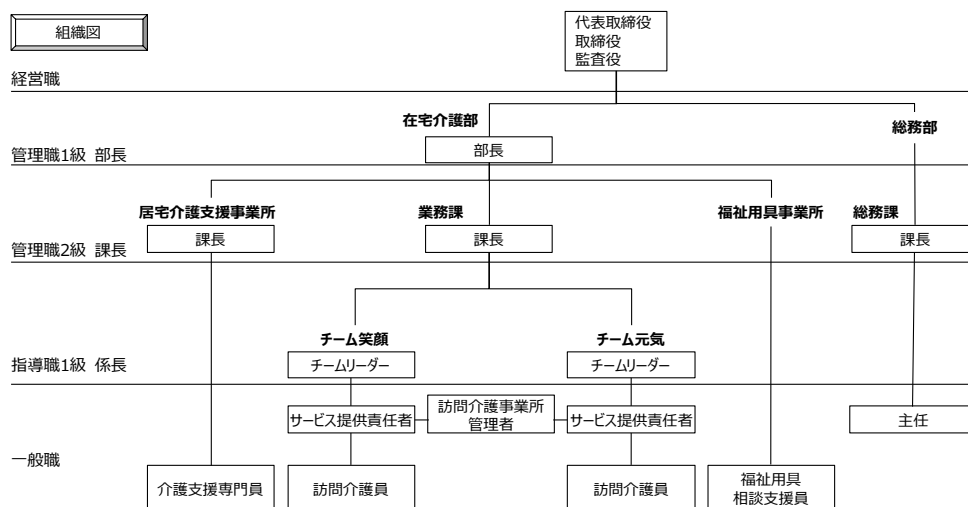 組織図
代表取締役
取締役
監査役
経営職
在宅介護部
総務部
管理職1級 部長
部長
居宅介護支援事業所
業務課
福祉用具事業所
総務課
管理職2級 課長
課長
課長
課長
チーム笑顔
チーム元気
指導職1級 係長
チームリーダー
チームリーダー
サービス提供責任者
訪問介護事業所
管理者
サービス提供責任者
主任
一般職
介護支援専門員
訪問介護員
訪問介護員
福祉用具
相談支援員